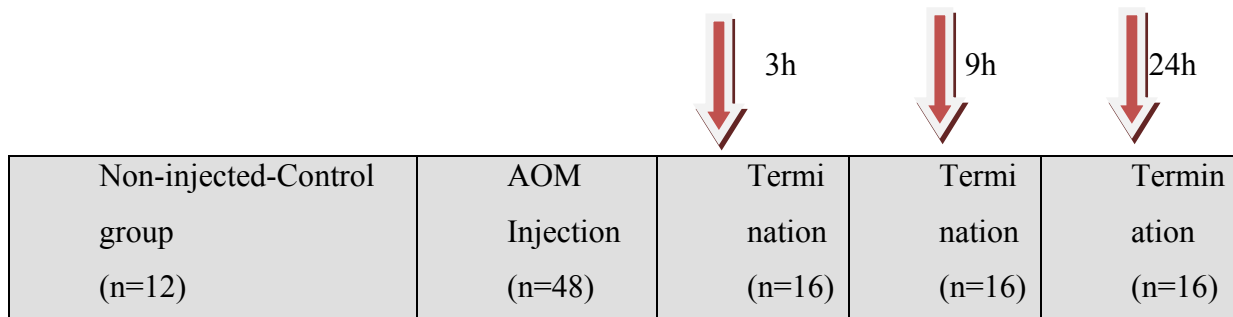 3h
9h
24h
Non-injected-Control
group
(n=12)
AOM
Injection
(n=48)
Termi
nation
(n=16)
Termi
nation
(n=16)
Termin
ation
(n=16)